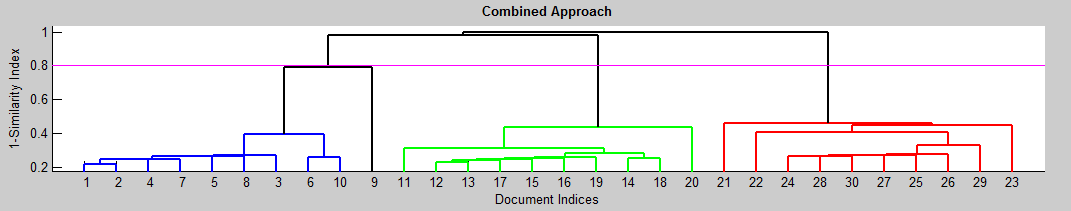 Combined Approach
1-Similarity Index
1
0.8
0.6
0.4
0.2
1 2 4 7 5 8 3 6 10 9 11 12 13 17 15 16 19 14 18 20 21 22 24 28 30 27 25 26 29 23
Document Indices